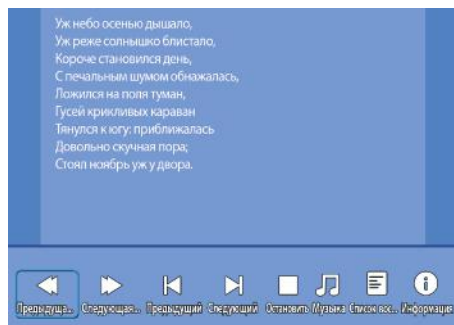 Уж небо осенью дышало,
Уж реже солнышко блистало,
Короче становился день,
С печальным шумом обнажалась,
Ложился на поля туман,
Гусей крикливых караван
Тянулся к югу: приближалась
Довольно скучная пора;
Стоял ноябрь уж у двора.
Предыдуща... Следующая... Предыдущий Следующий Остановить Музыка Список вос... Информация